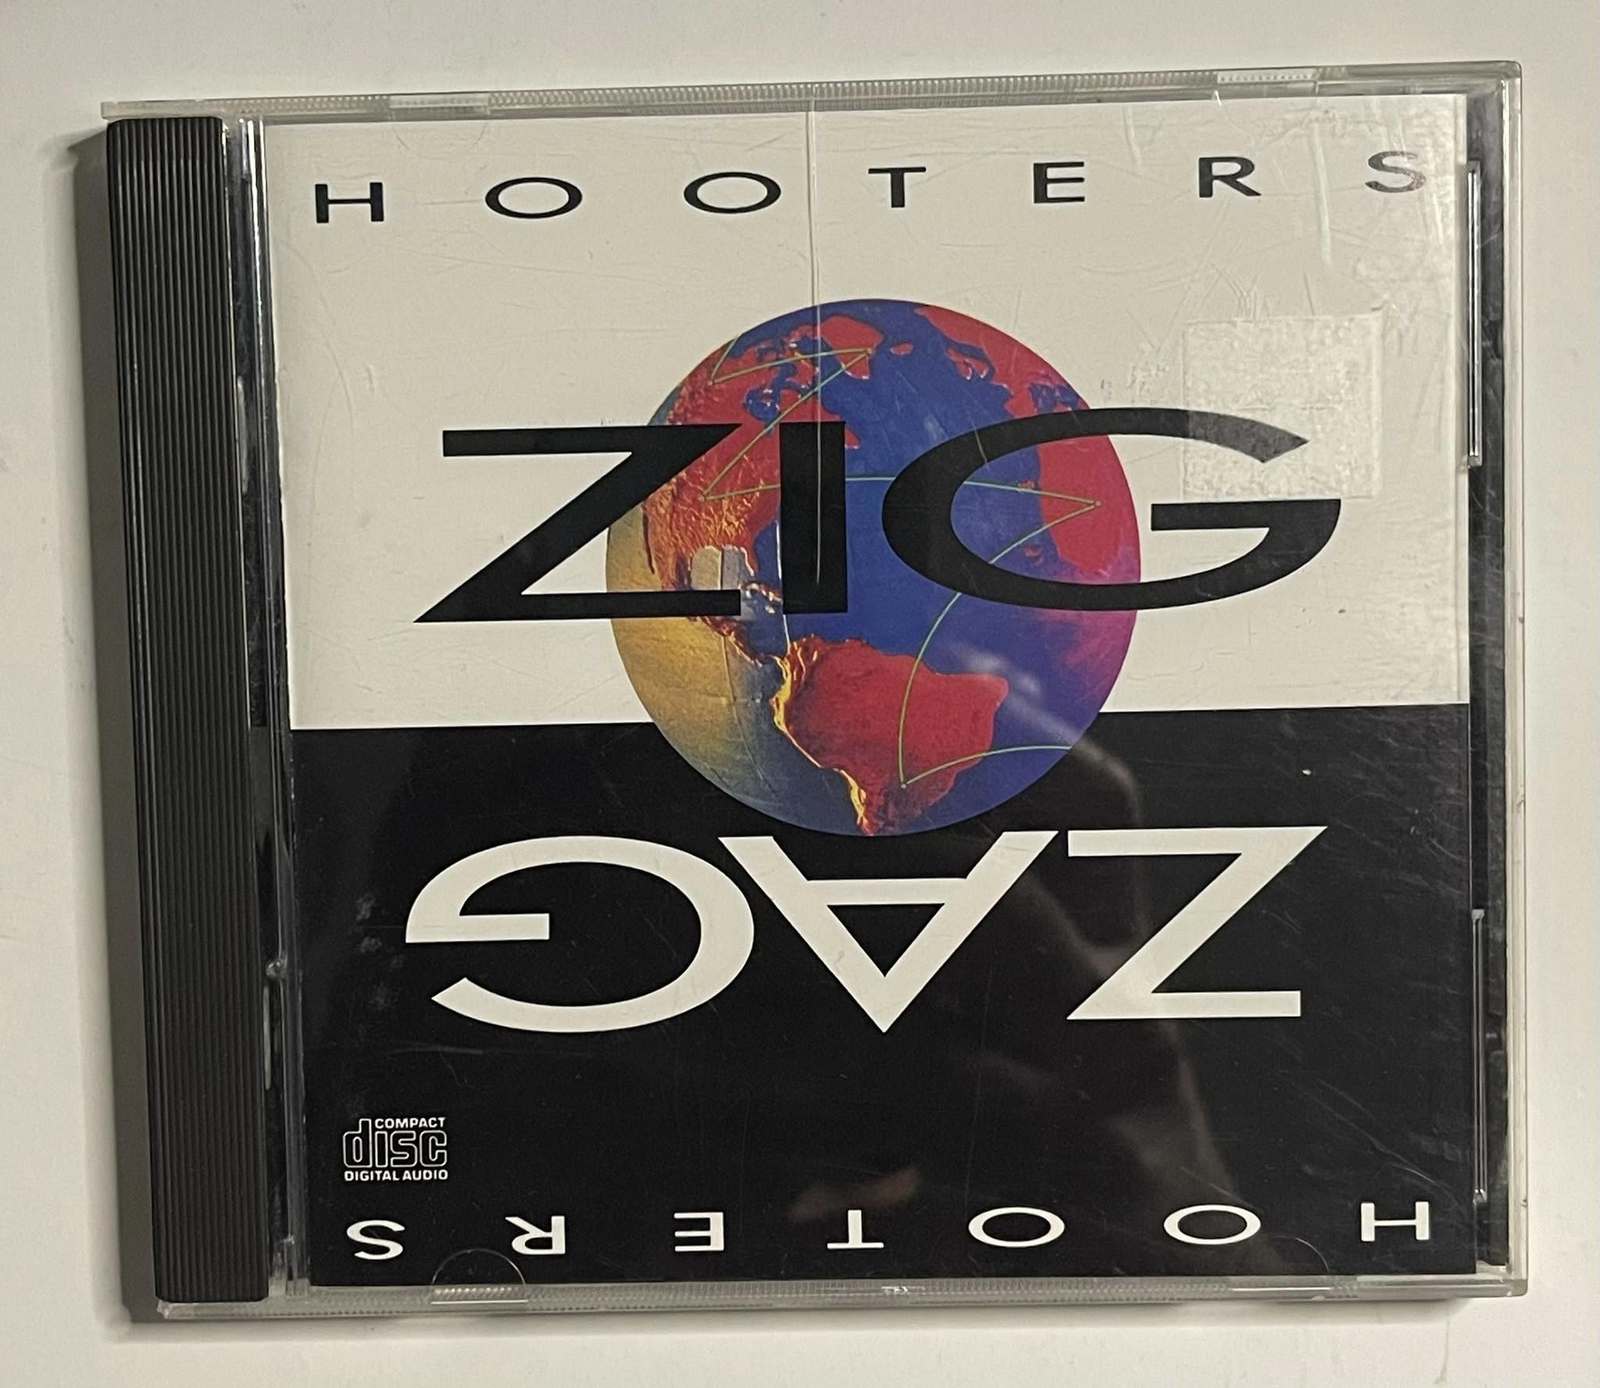 HOOTERS
ZIG
ZAG
COMPACT
disc
DIGITAL AUDIO
HOOTERS